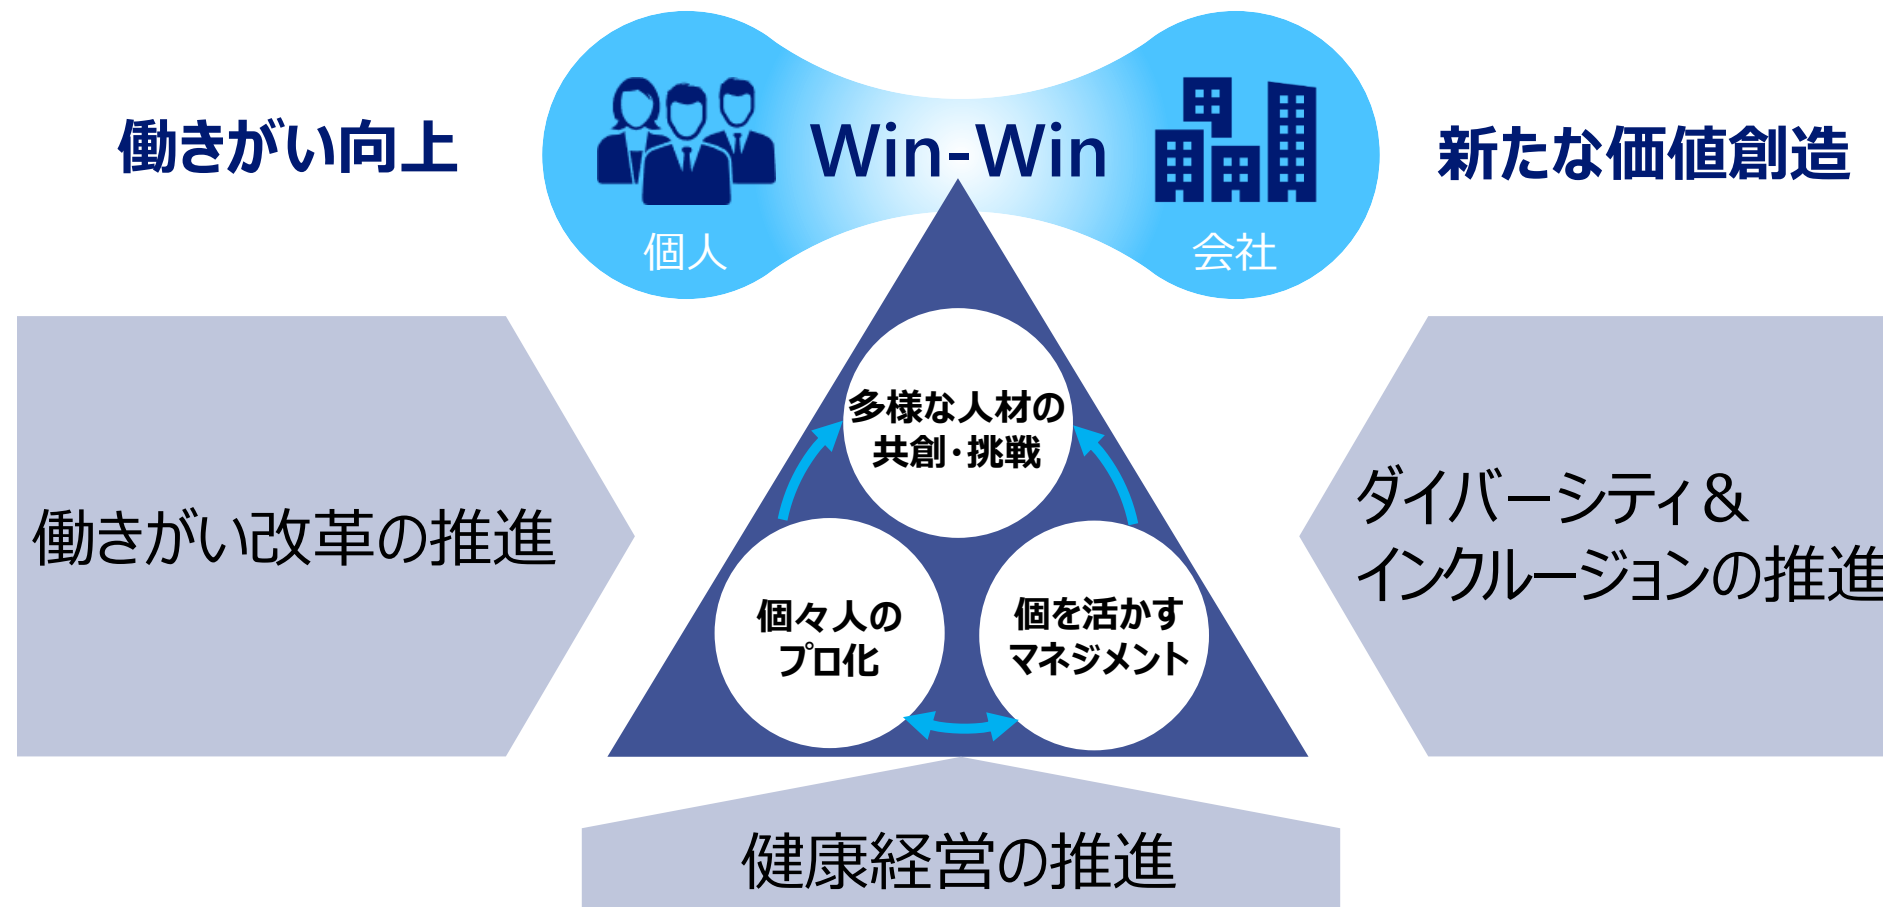 働きがい向上
Win-Win
新たな価値創造
個人
会社
多様な人材の
共創・挑戦
働きがい改革の推進
ダイバーシティ&
インクルージョンの推進
個々人の
プロ化
個を活かす
マネジメント
健康経営の推進